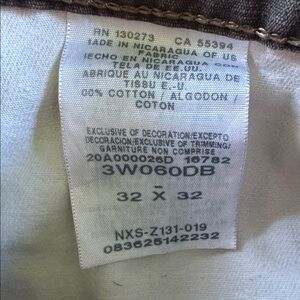 RN 130273 CA 55394
MADE IN NICARAGUA OF US
FABRIC
HECHO EN NICARAGUA CON
TELA DE EE.UU.
FABRIQUE AU NICARAGUA DE
TISSU E.-U.
100% COTTON / ALGODON /
COTON
EXCLUSIVE OF DECORATION/EXCEPTO
DECORACION/EXCLUSIVE OF TRIMMING/
GARNITURE NON COMPRISE
20A000026D 16782
3W060DB
-
32 X 32
NXS-Z131-019
083625142232